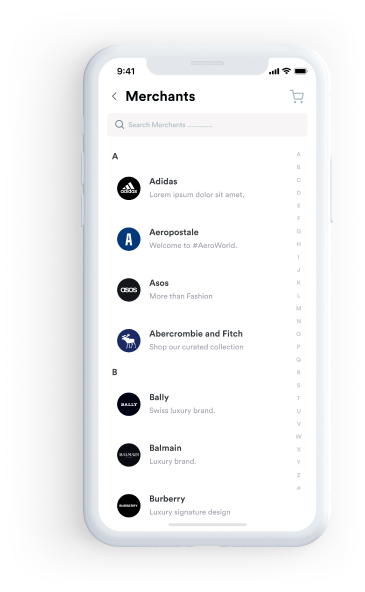 9:41
Merchants
Search Merchants ..............
A
adidas
Adidas
Lorem ipsum dolor sit amet,
A
Aeropostale
Welcome to #AeroWorld.
asos
Asos
More than Fashion
Abercrombie and Fitch
Shop our curated collection
B
BALLY
Bally
Swiss luxury brand.
BALMAIN
Balmain
Luxury brand.
BURBERRY
Burberry
Luxury signature design
A
B
C
D
E
F
G
H
I
J
K
L
M
N
O
P
Q
R
S
T
U
V
W
X
Y
Z
#